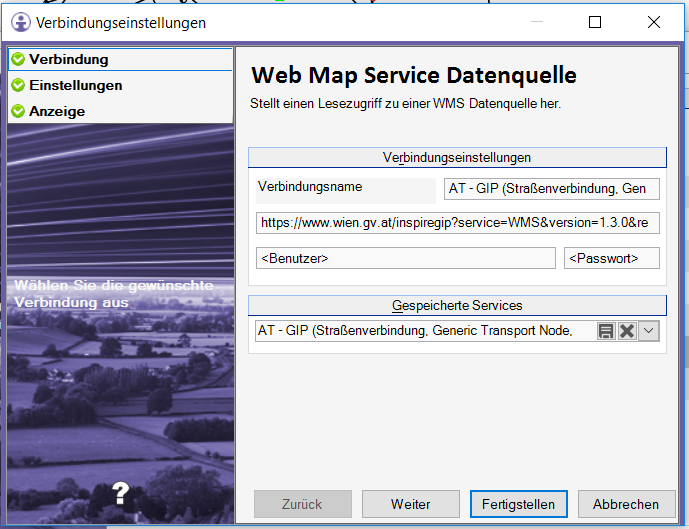 Verbindungseinstellungen
Verbindung
Einstellungen
Anzeige
Wählen Sie die gewünschte
Verbindung aus
?
Web Map Service Datenquelle
Stellt einen Lesezugriff zu einer WMS Datenquelle her.
Verbindungseinstellungen
Verbindungsname
AT - GIP (Straßenverbindung, Gen
https://www.wien.gv.at/inspiregip?service=WMS&version=1.3.0&re
<Benutzer>
<Passwort>
Gespeicherte Services
AT - GIP (Straßenverbindung, Generic Transport Node,
Zurück
Weiter
Fertigstellen
Abbrechen